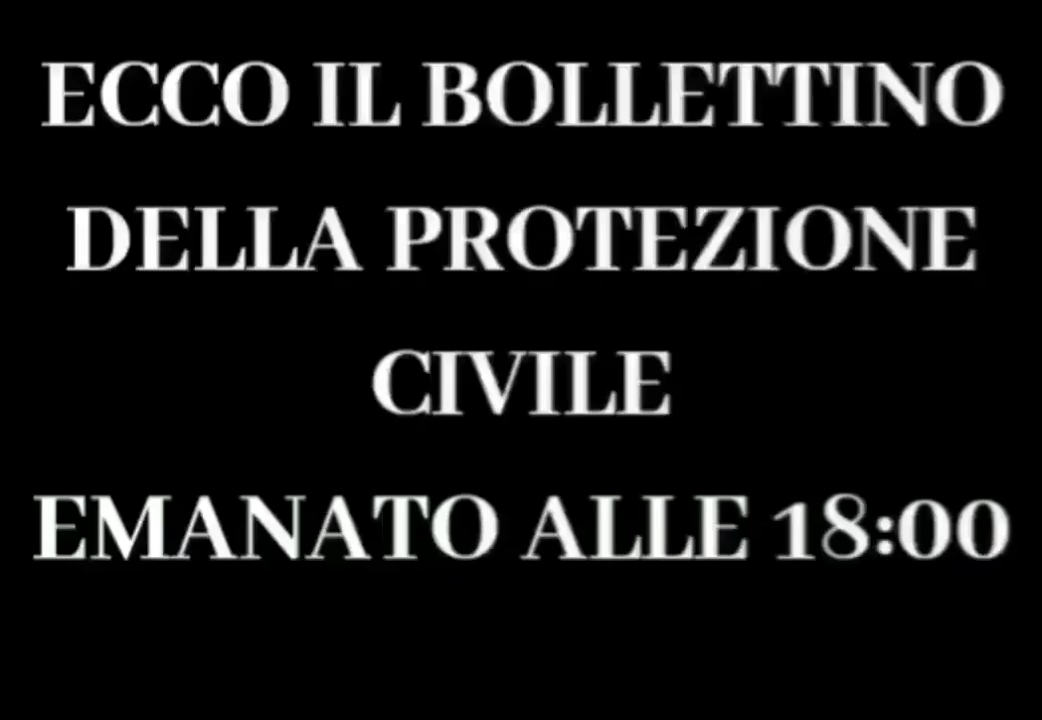 ECCO IL BOLLETTINO
DELLA PROTEZIONE
CIVILE
EMANATO ALLE 18:00